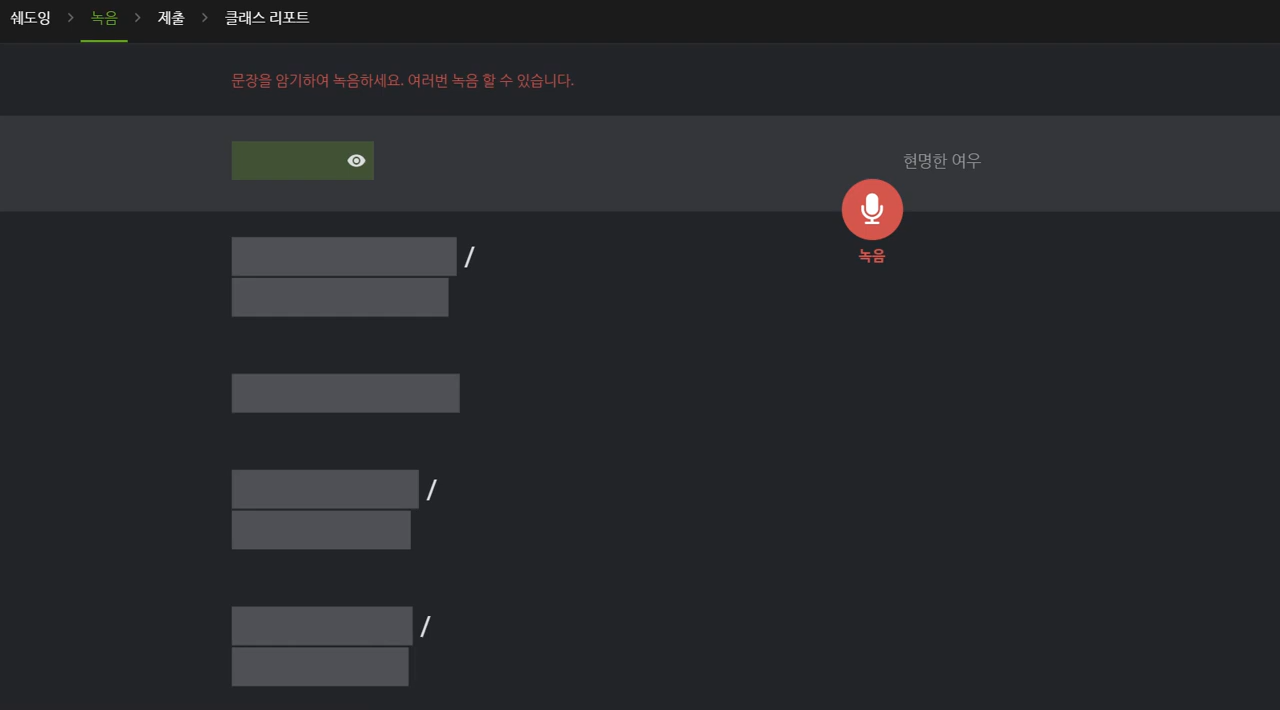 쉐도잉 > 녹음 > 제출 > 클래스 리포트
문장을 암기하여 녹음하세요. 여러번 녹음 할 수 있습니다.
현명한 여우
녹음
/
/
/